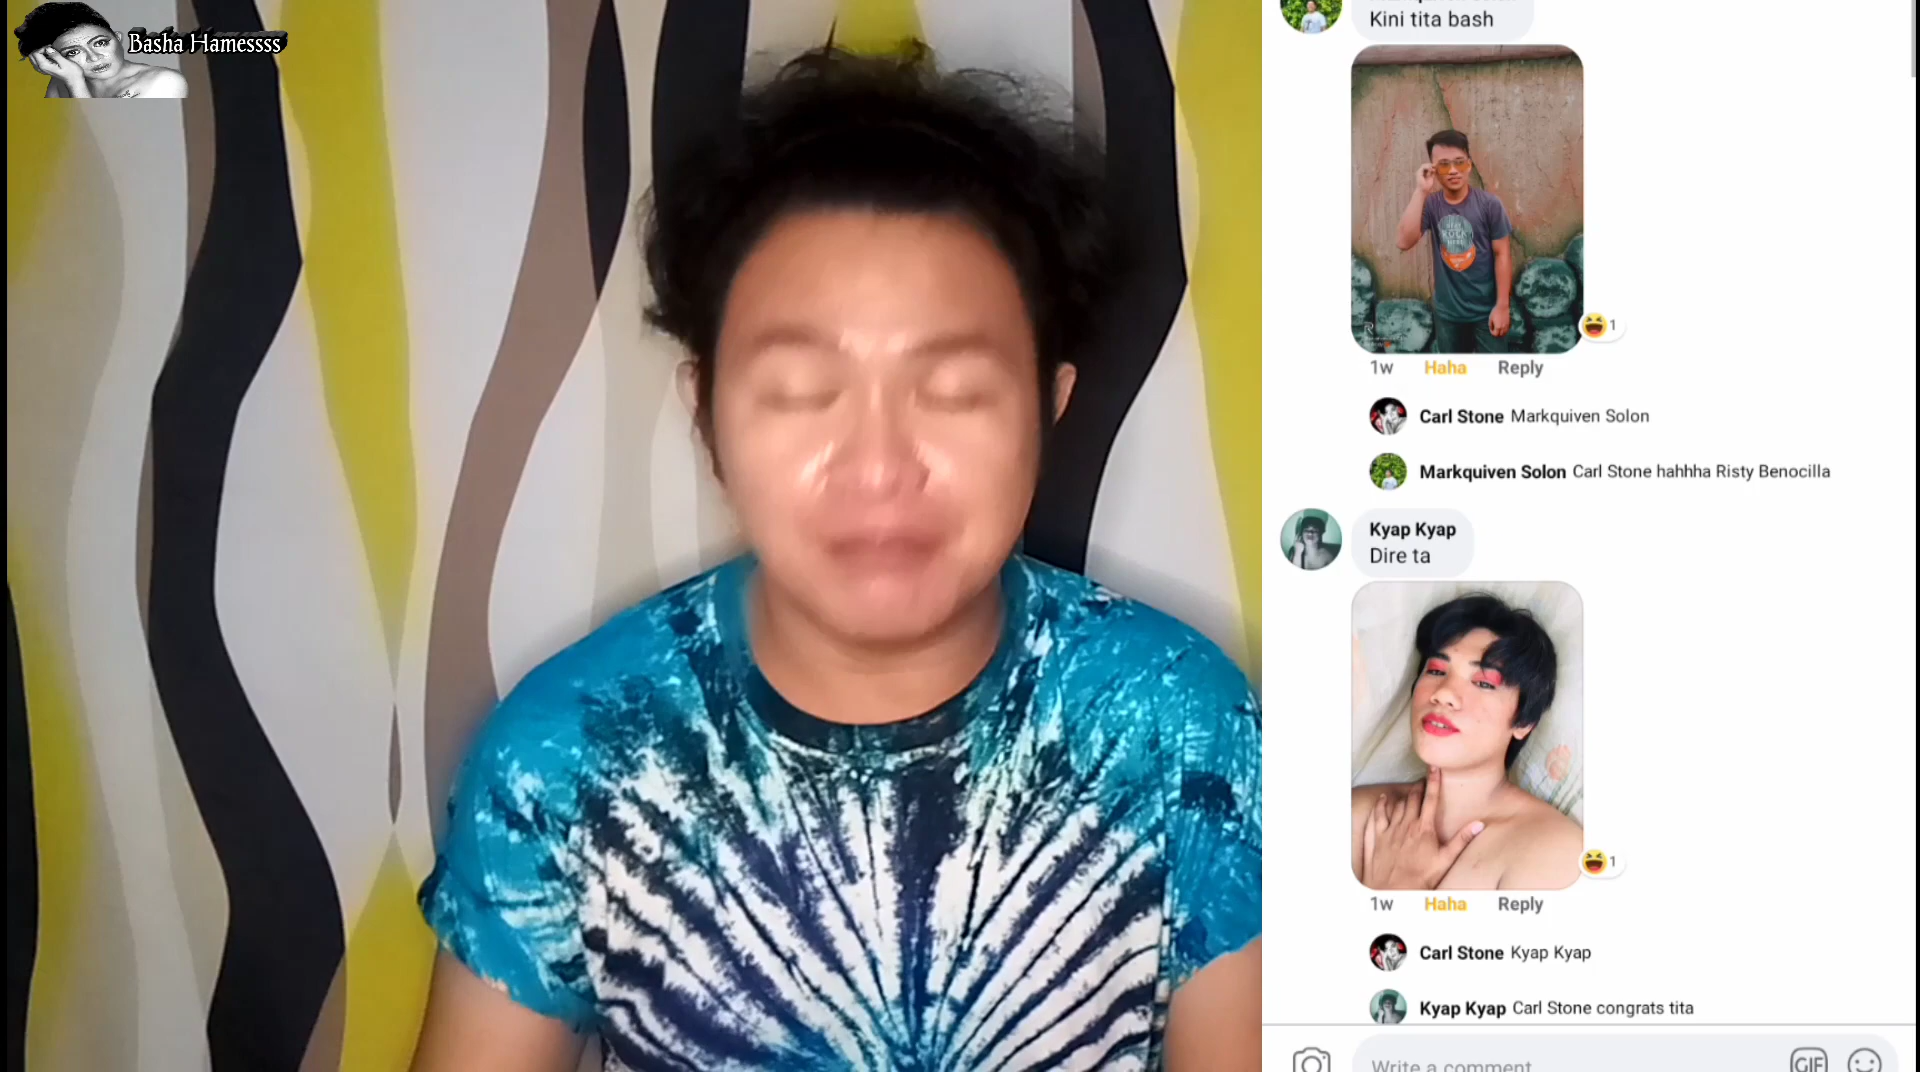 Basha Hamessss
Kini tita bash
ROCK
1
1w Haha Reply
Carl Stone Markquiven Solon
Markquiven Solon Carl Stone hahhha Risty Benocilla
Kyap Kyap
Dire ta
1
1w Haha Reply
Carl Stone Kyap Kyap
Kyap Kyap Carl Stone congrats tita
Write a comment
GIF